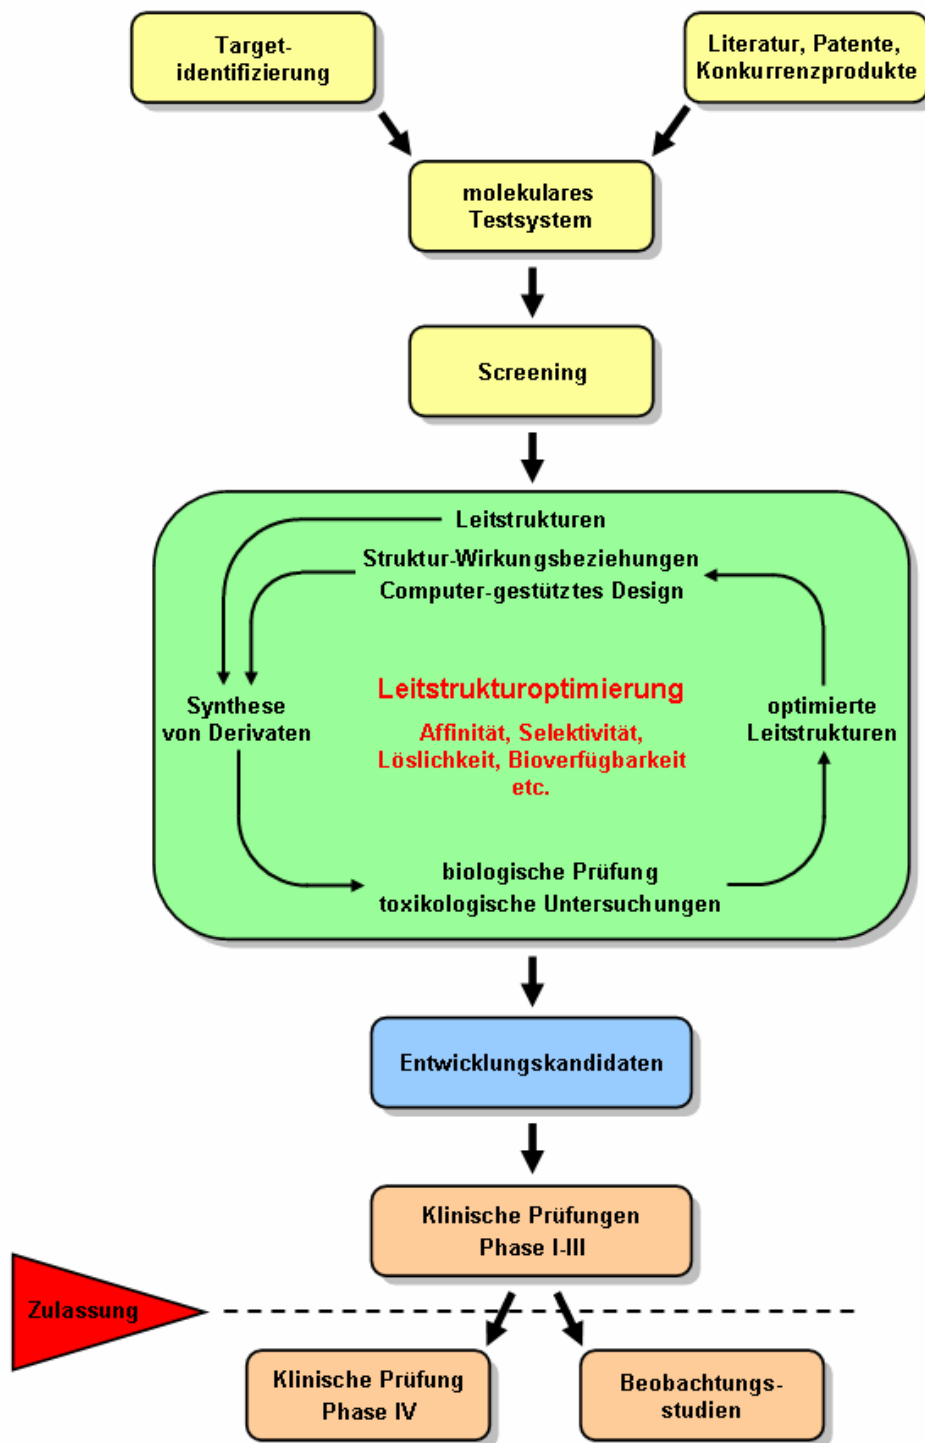 Target-
identifizierung
Literatur, Patente,
Konkurrenzprodukte
molekulares
Testsystem
Screening
Leitstrukturen
Struktur-Wirkungsbeziehungen
Computer-gestütztes Design
Leitstrukturoptimierung
Affinität, Selektivität,
Löslichkeit, Bioverfügbarkeit
etc.
Synthese
von Derivaten
optimierte
Leitstrukturen
biologische Prüfung
toxikologische Untersuchungen
Entwicklungskandidaten
Klinische Prüfungen
Phase I-III
Zulassung
Klinische Prüfung
Phase IV
Beobachtungs-
studien